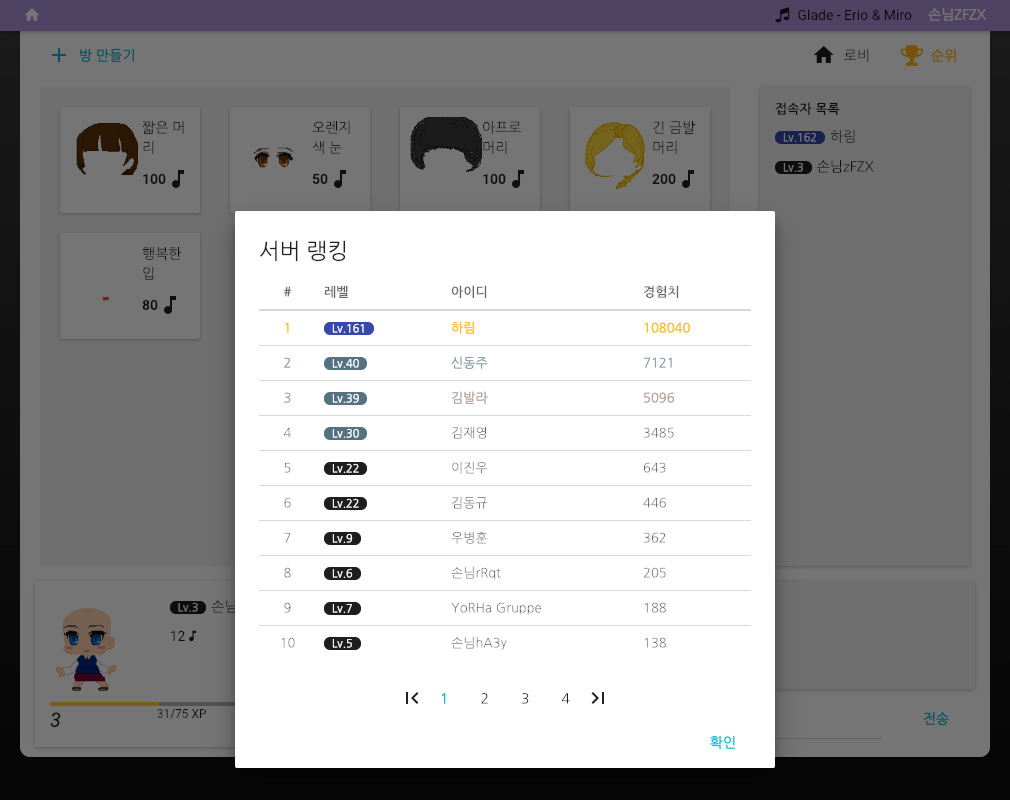 Glade - Erio & Miro 손님ZFZX
방 만들기 로비 순위
짧은 머리
100
오렌지색 눈
50
아프로 머리
100
긴 금발 머리
200
행복한 입
80
접속자 목록
Lv.162 하림
Lv.3 손님zFZX
서버 랭킹
# 레벨 아이디 경험치
1 Lv.161 하림 108040
2 Lv.40 신동주 7121
3 Lv.39 김발라 5096
4 Lv.30 김재영 3485
5 Lv.22 이진우 643
6 Lv.22 김동규 446
7 Lv.9 우병훈 362
8 Lv.6 손님rRqt 205
9 Lv.7 YoRHa Gruppe 188
10 Lv.5 손님hA3y 138
1 2 3 4
확인
Lv.3 손님
12
3 31/75 XP
전송